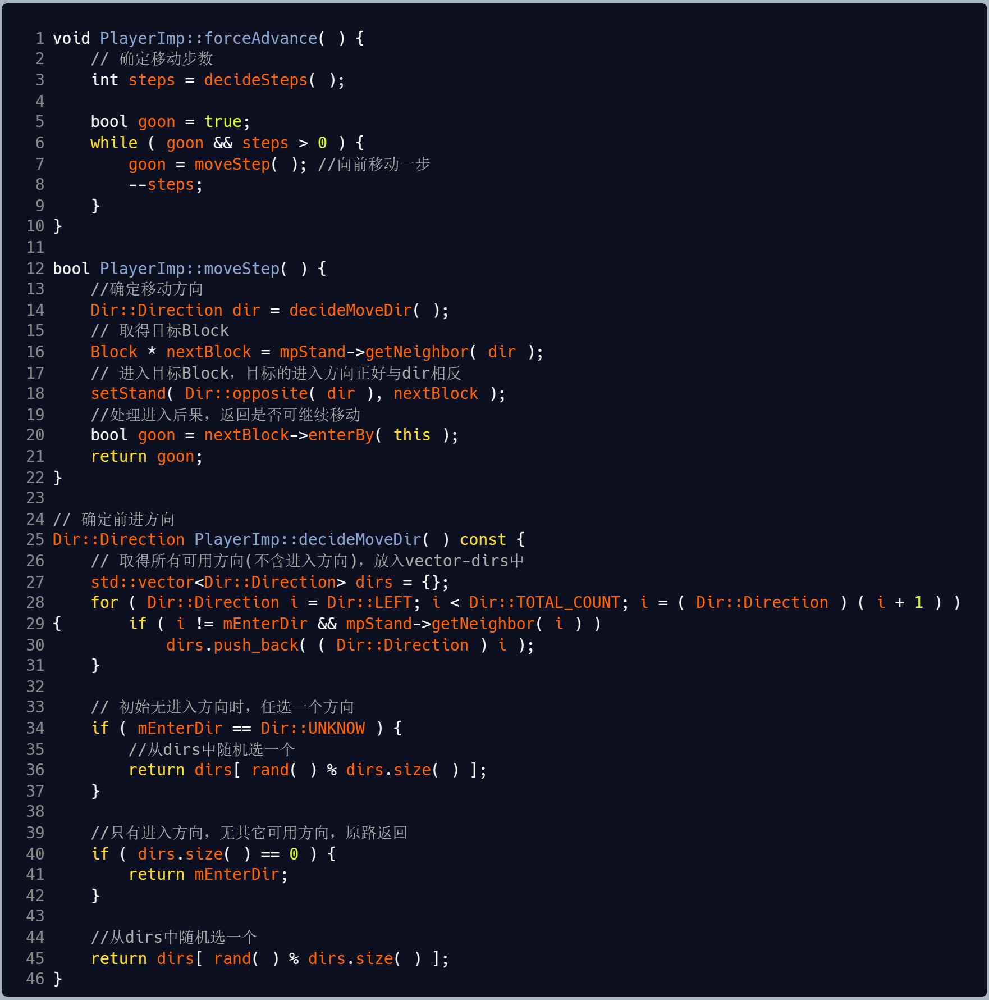 1 void PlayerImp::forceAdvance( ) {
2     // 确定移动步数
3     int steps = decideSteps( );
4
5     bool goon = true;
6     while ( goon && steps > 0 ) {
7         goon = moveStep( ); //向前移动一步
8         --steps;
9     }
10 }
11
12 bool PlayerImp::moveStep( ) {
13     //确定移动方向
14     Dir::Direction dir = decideMoveDir( );
15     // 取得目标Block
16     Block * nextBlock = mpStand->getNeighbor( dir );
17     // 进入目标Block，目标的进入方向正好与dir相反
18     setStand( Dir::opposite( dir ), nextBlock );
19     //处理进入后果，返回是否可继续移动
20     bool goon = nextBlock->enterBy( this );
21     return goon;
22 }
23
24 // 确定前进方向
25 Dir::Direction PlayerImp::decideMoveDir( ) const {
26     // 取得所有可用方向(不含进入方向)，放入vector-dirs中
27     std::vector<Dir::Direction> dirs = {};
28     for ( Dir::Direction i = Dir::LEFT; i < Dir::TOTAL_COUNT; i = ( Dir::Direction ) ( i + 1 ) )
29 {       if ( i != mEnterDir && mpStand->getNeighbor( i ) )
30             dirs.push_back( ( Dir::Direction ) i );
31     }
32
33     // 初始无进入方向时，任选一个方向
34     if ( mEnterDir == Dir::UNKNOW ) {
35         //从dirs中随机选一个
36         return dirs[ rand( ) % dirs.size( ) ];
37     }
38
39     //只有进入方向，无其它可用方向，原路返回
40     if ( dirs.size( ) == 0 ) {
41         return mEnterDir;
42     }
43
44     //从dirs中随机选一个
45     return dirs[ rand( ) % dirs.size( ) ];
46 }